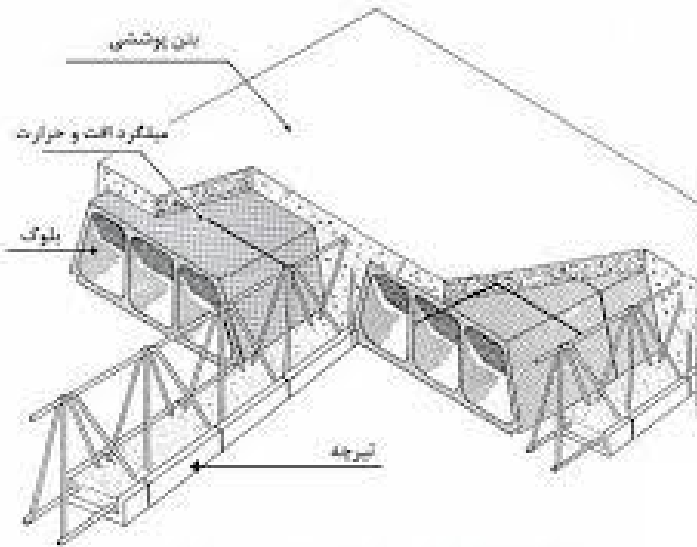 بتن پوششی
میلگرد افت و حرارت
بلوک
تیرچه